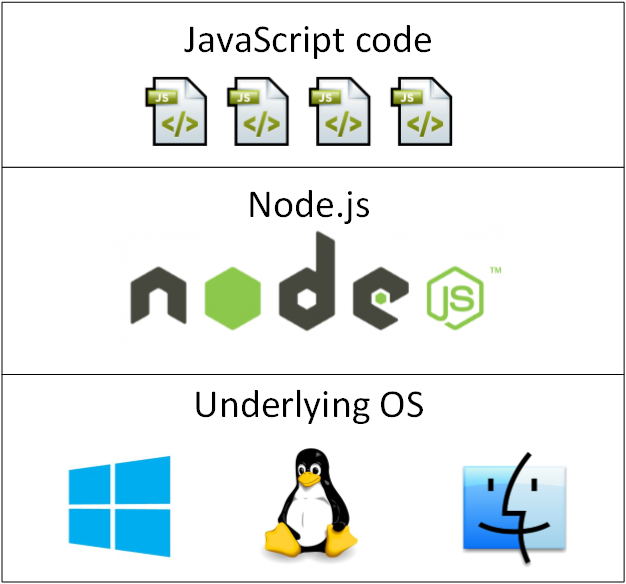 JavaScript code
JS </> JS </> JS </> JS </>
Node.js
node JS ™
Underlying OS